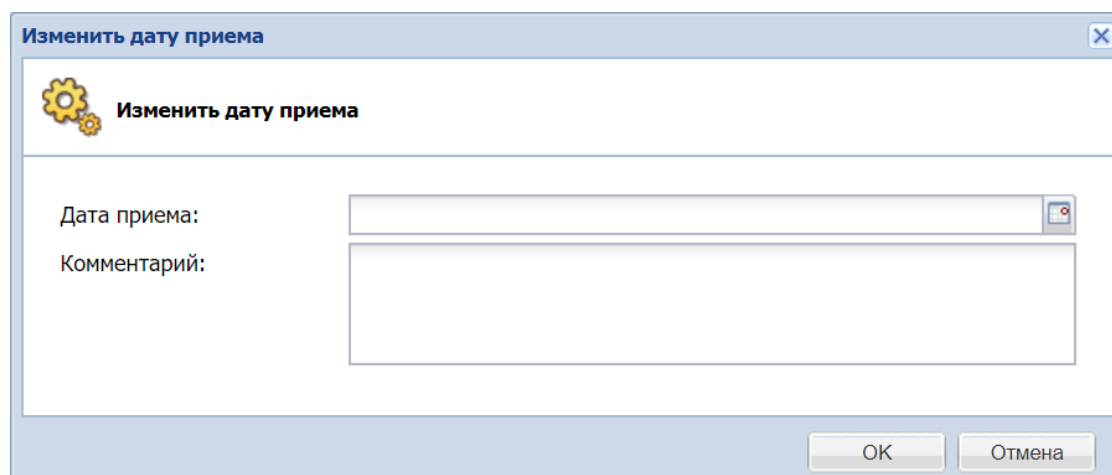 Изменить дату приема
Изменить дату приема
Дата приема:
Комментарий:
OK
Отмена